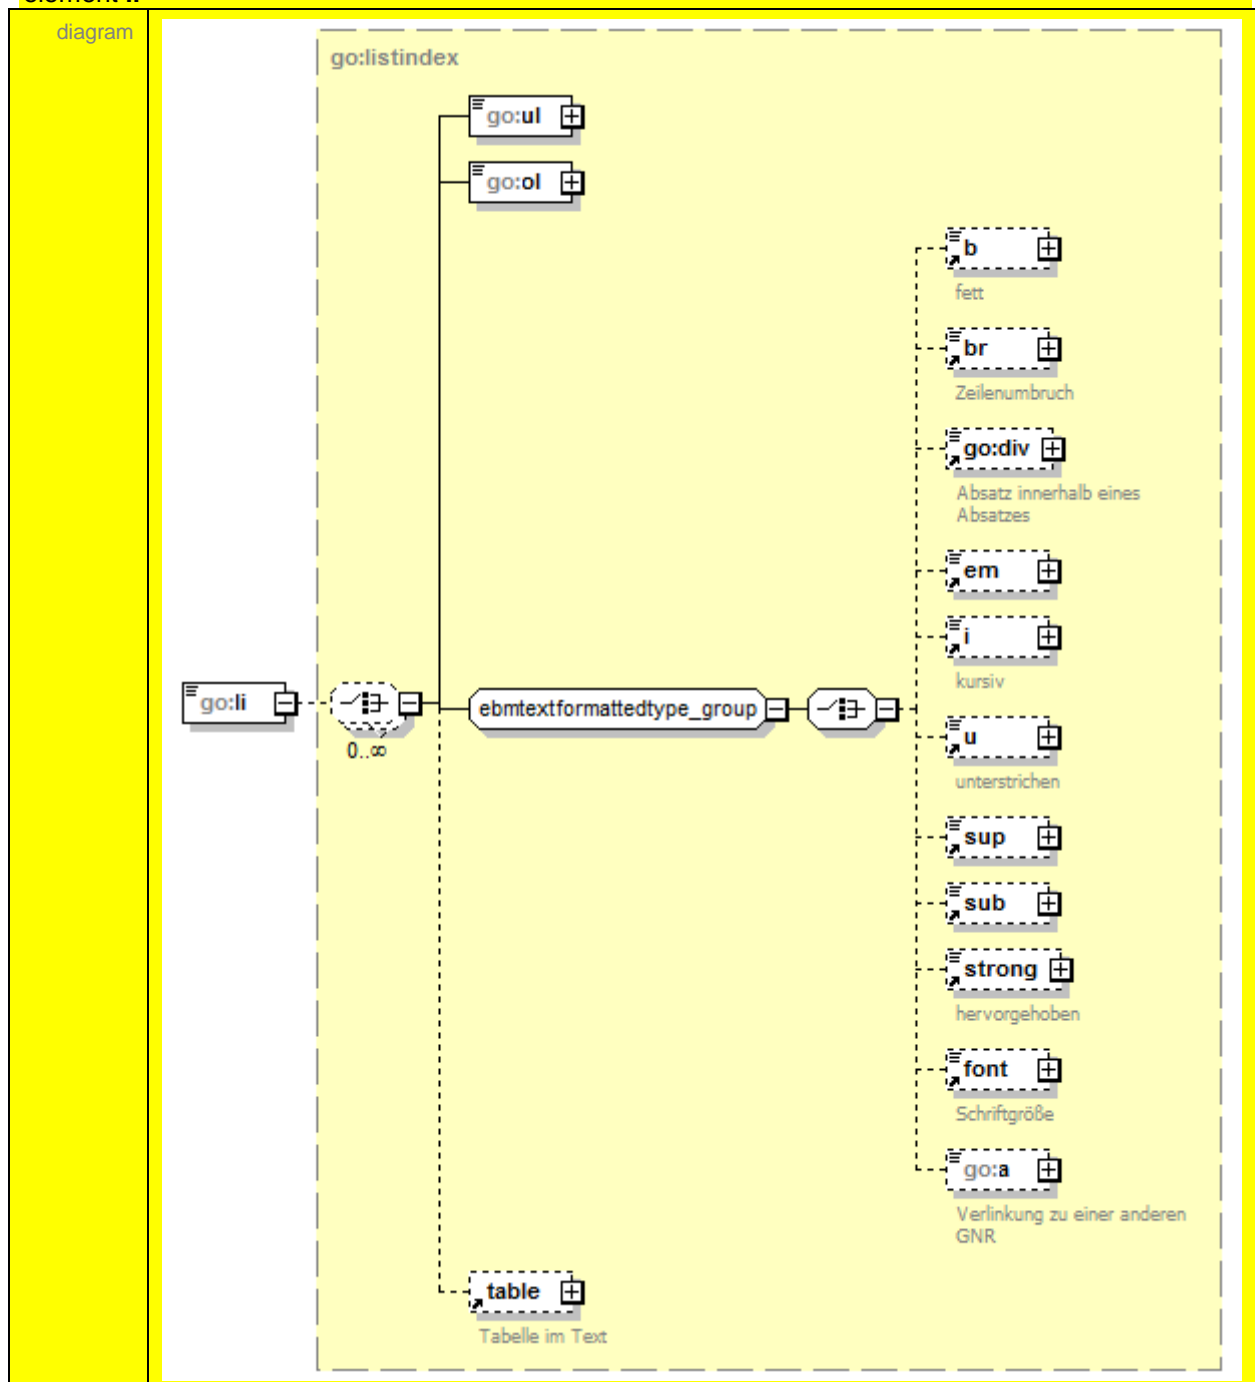 diagram
go:listindex
go:ul
go:ol
b
fett
br
Zeilenumbruch
go:div
Absatz innerhalb eines
Absatzes
em
i
kursiv
go:li
0..∞
ebmtextformattedtype_group
u
unterstrichen
sup
sub
strong
hervorgehoben
font
Schriftgröße
go:a
Verlinkung zu einer anderen
GNR
table
Tabelle im Text